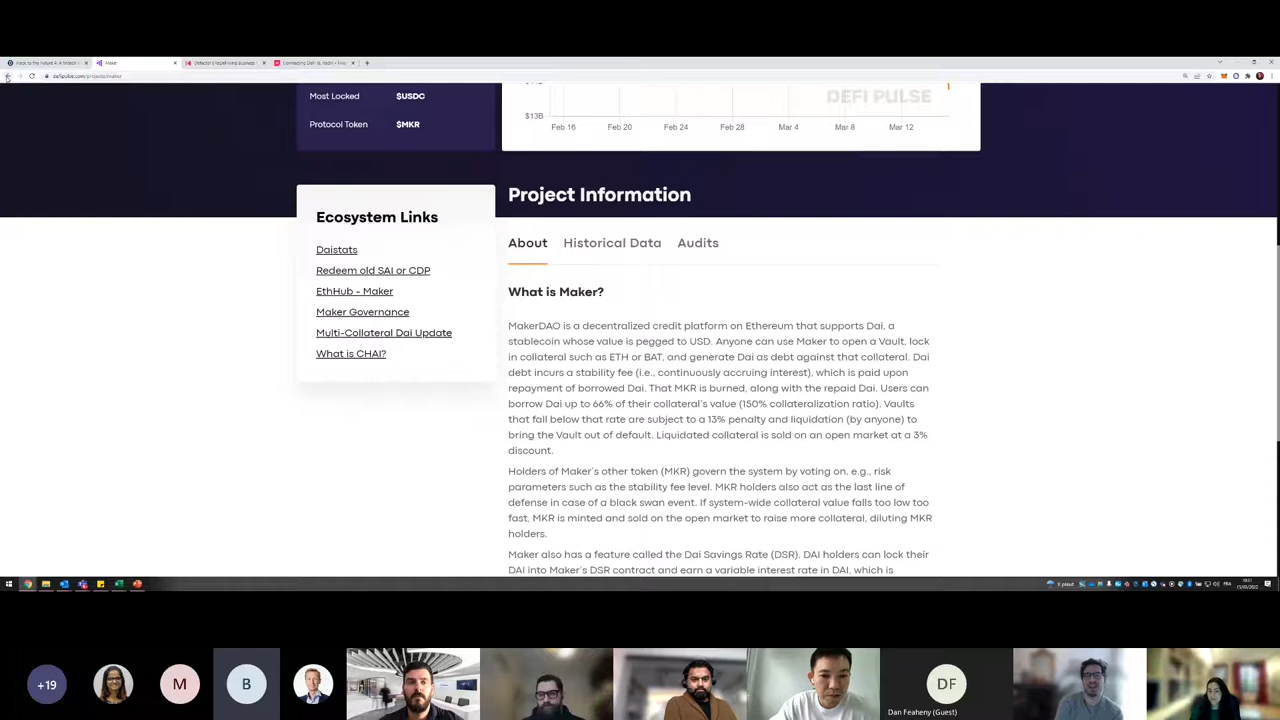 Maker
defipulse.com/projects/maker
Most Locked $USDC
Protocol Token $MKR
DEFI PULSE
$13B
Feb 16 Feb 20 Feb 24 Feb 28 Mar 4 Mar 8 Mar 12
Ecosystem Links
Daistats
Redeem old SAI or CDP
EthHub - Maker
Maker Governance
Multi-Collateral Dai Update
What is CHAI?
Project Information
About Historical Data Audits
What is Maker?
MakerDAO is a decentralized credit platform on Ethereum that supports Dai, a
stablecoin whose value is pegged to USD. Anyone can use Maker to open a Vault, lock
in collateral such as ETH or BAT, and generate Dai as debt against that collateral. Dai
debt incurs a stability fee (i.e., continuously accruing interest), which is paid upon
repayment of borrowed Dai. That MKR is burned, along with the repaid Dai. Users can
borrow Dai up to 66% of their collateral's value (150% collateralization ratio). Vaults
that fall below that rate are subject to a 13% penalty and liquidation (by anyone) to
bring the Vault out of default. Liquidated collateral is sold on an open market at a 3%
discount.
Holders of Maker's other token (MKR) govern the system by voting on, e.g., risk
parameters such as the stability fee level. MKR holders also act as the last line of
defense in case of a black swan event. If system-wide collateral value falls too low too
fast, MKR is minted and sold on the open market to raise more collateral, diluting MKR
holders.
Maker also has a feature called the Dai Savings Rate (DSR). DAI holders can lock their
DAI into Maker's DSR contract and earn a variable interest rate in DAI, which is
FRA
15/03/2022
+19
M
B
DF
Dan Feaheny (Guest)